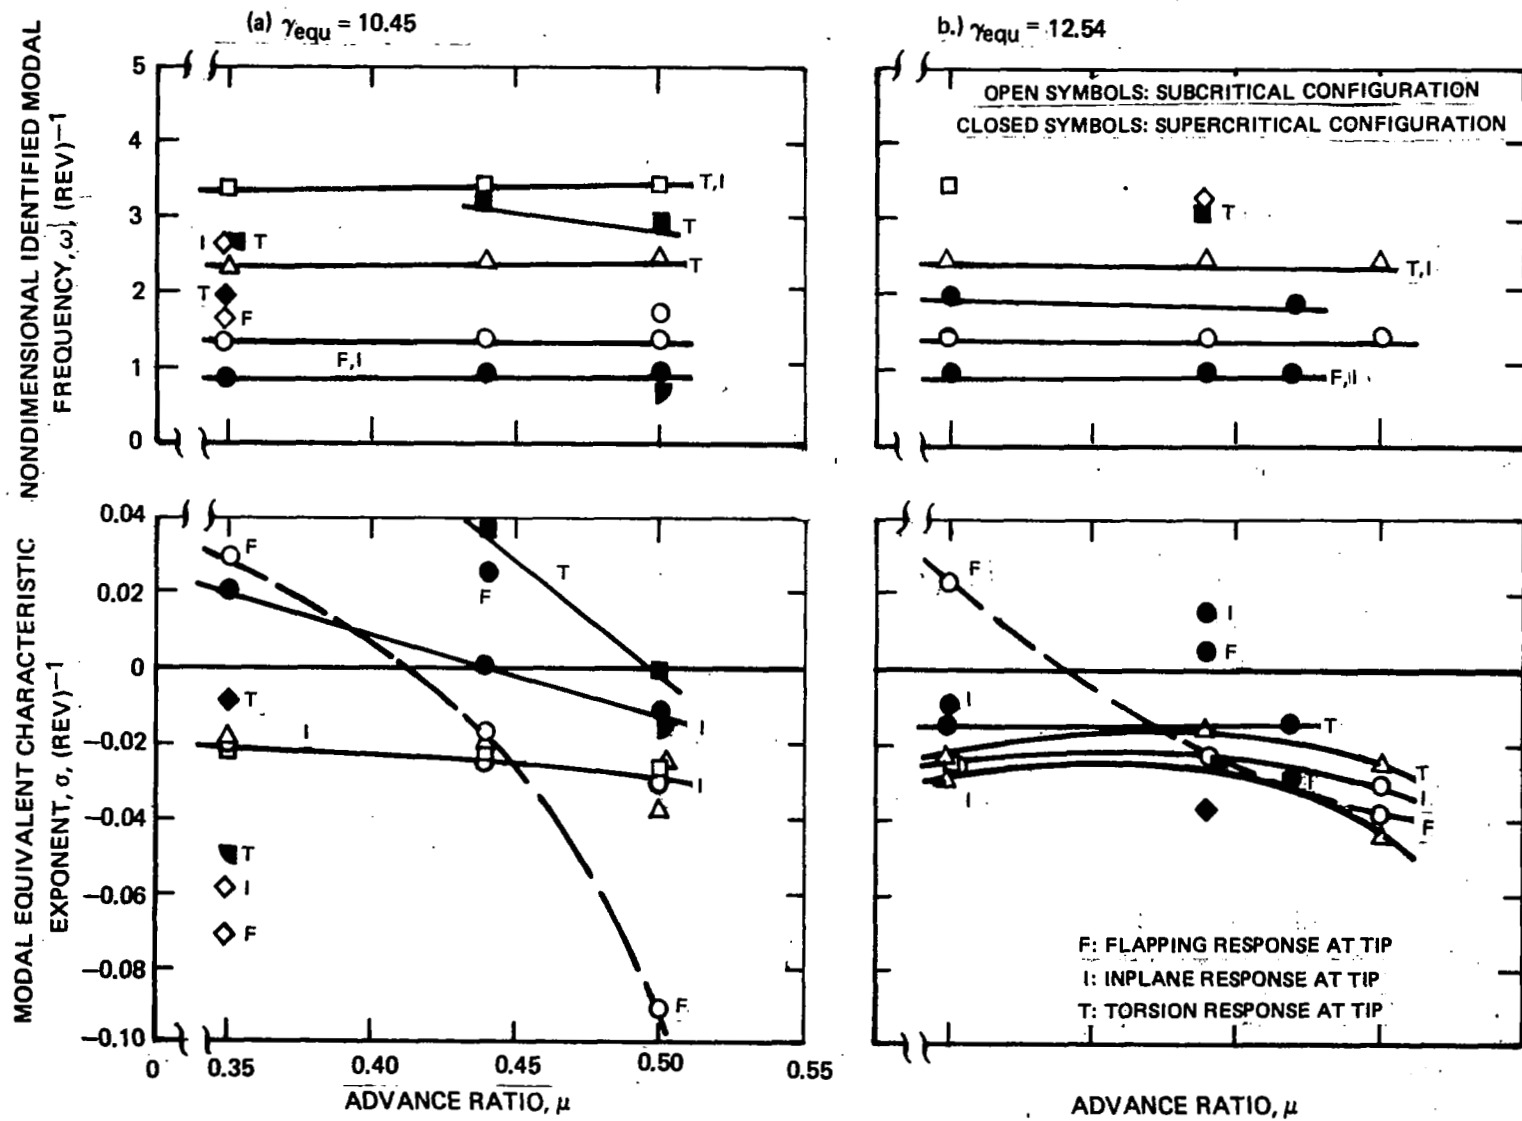 (a) γequ = 10.45
b.) γequ = 12.54
NONDIMENSIONAL IDENTIFIED MODAL
FREQUENCY, ω, (REV)−1
5
4
3
2
1
0
T,I
T
I
T
T
T
F
F,I
OPEN SYMBOLS: SUBCRITICAL CONFIGURATION
CLOSED SYMBOLS: SUPERCRITICAL CONFIGURATION
T
T,I
F,I
MODAL EQUIVALENT CHARACTERISTIC
EXPONENT, σ, (REV)−1
0.04
0.02
0
−0.02
−0.04
−0.06
−0.08
−0.10
F
F
T
T
I
I
I
T
I
F
F
F
I
F
I
T
T
T
I
I
F
F: FLAPPING RESPONSE AT TIP
I: INPLANE RESPONSE AT TIP
T: TORSION RESPONSE AT TIP
0
0.35
0.40
0.45
0.50
0.55
ADVANCE RATIO, μ
ADVANCE RATIO, μ